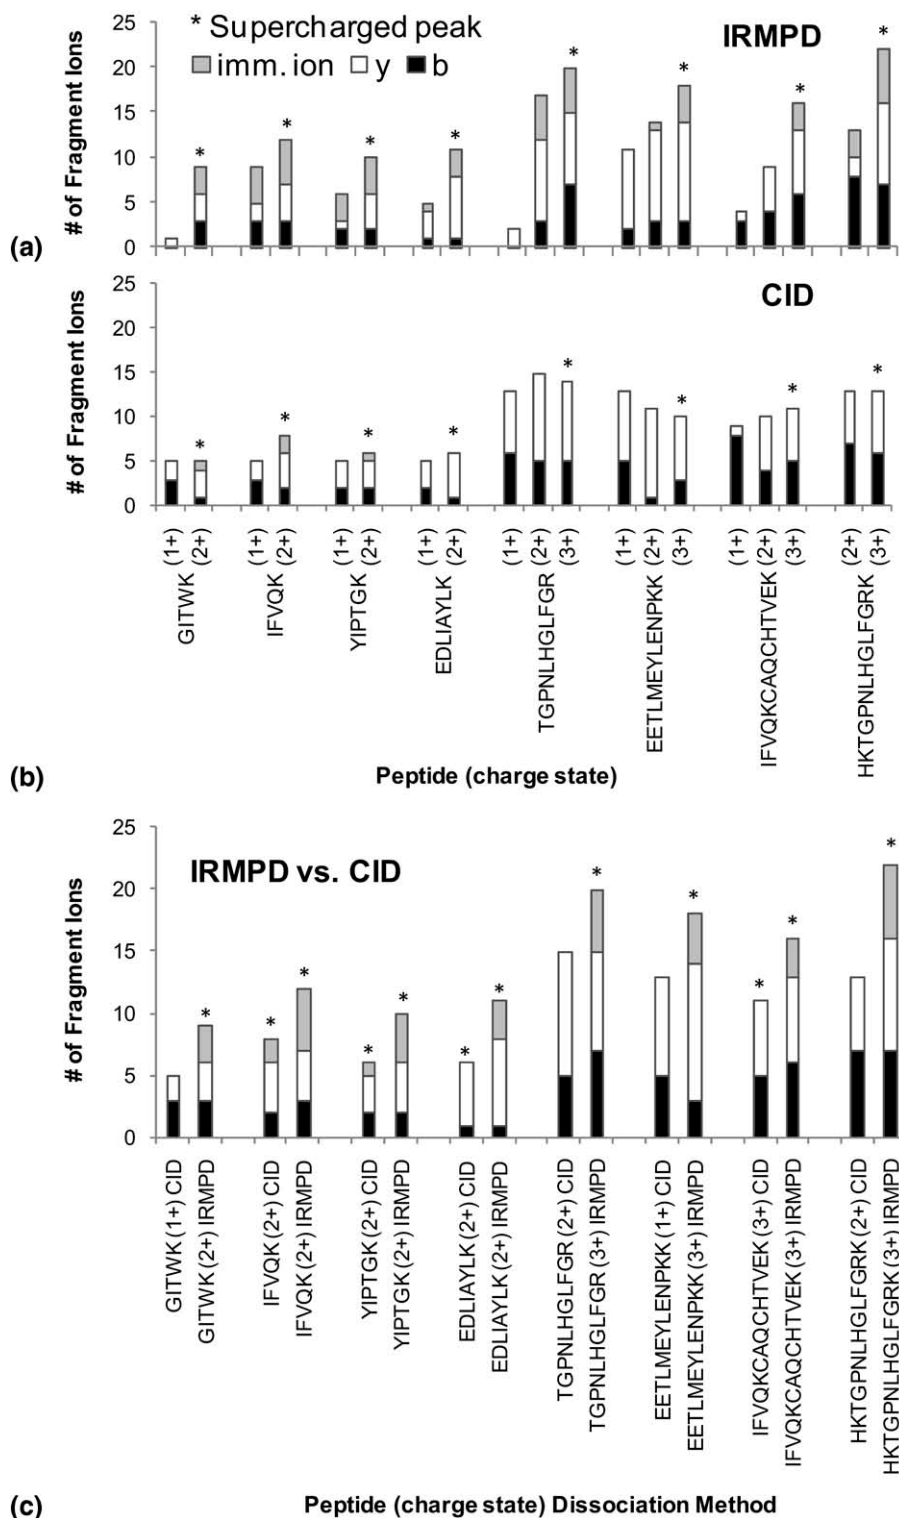 * Supercharged peak
imm. ion y b
IRMPD
# of Fragment Ions
25
20
15
10
5
0
* * * * * * * *
(a)
CID
# of Fragment Ions
25
20
15
10
5
0
* * * * * * * *
(1+) (2+) (1+) (2+) (1+) (2+) (1+) (2+) (1+) (2+) (3+) (1+) (2+) (3+) (1+) (2+) (3+) (2+) (3+)
GITWK
IFVQK
YIPTGK
EDLIAYLK
TGPNLHGLFGR
EETLMEYLENPKK
IFVQKCAQCHTVEK
HKTGPNLHGLFGRK
(b)
Peptide (charge state)
IRMPD vs. CID
# of Fragment Ions
25
20
15
10
5
0
* * * * * * * * * * * *
GITWK (1+) CID
GITWK (2+) IRMPD
IFVQK (2+) CID
IFVQK (2+) IRMPD
YIPTGK (2+) CID
YIPTGK (2+) IRMPD
EDLIAYLK (2+) CID
EDLIAYLK (2+) IRMPD
TGPNLHGLFGR (2+) CID
TGPNLHGLFGR (3+) IRMPD
EETLMEYLENPKK (1+) CID
EETLMEYLENPKK (3+) IRMPD
IFVQKCAQCHTVEK (3+) CID
IFVQKCAQCHTVEK (3+) IRMPD
HKTGPNLHGLFGRK (2+) CID
HKTGPNLHGLFGRK (3+) IRMPD
(c)
Peptide (charge state) Dissociation Method